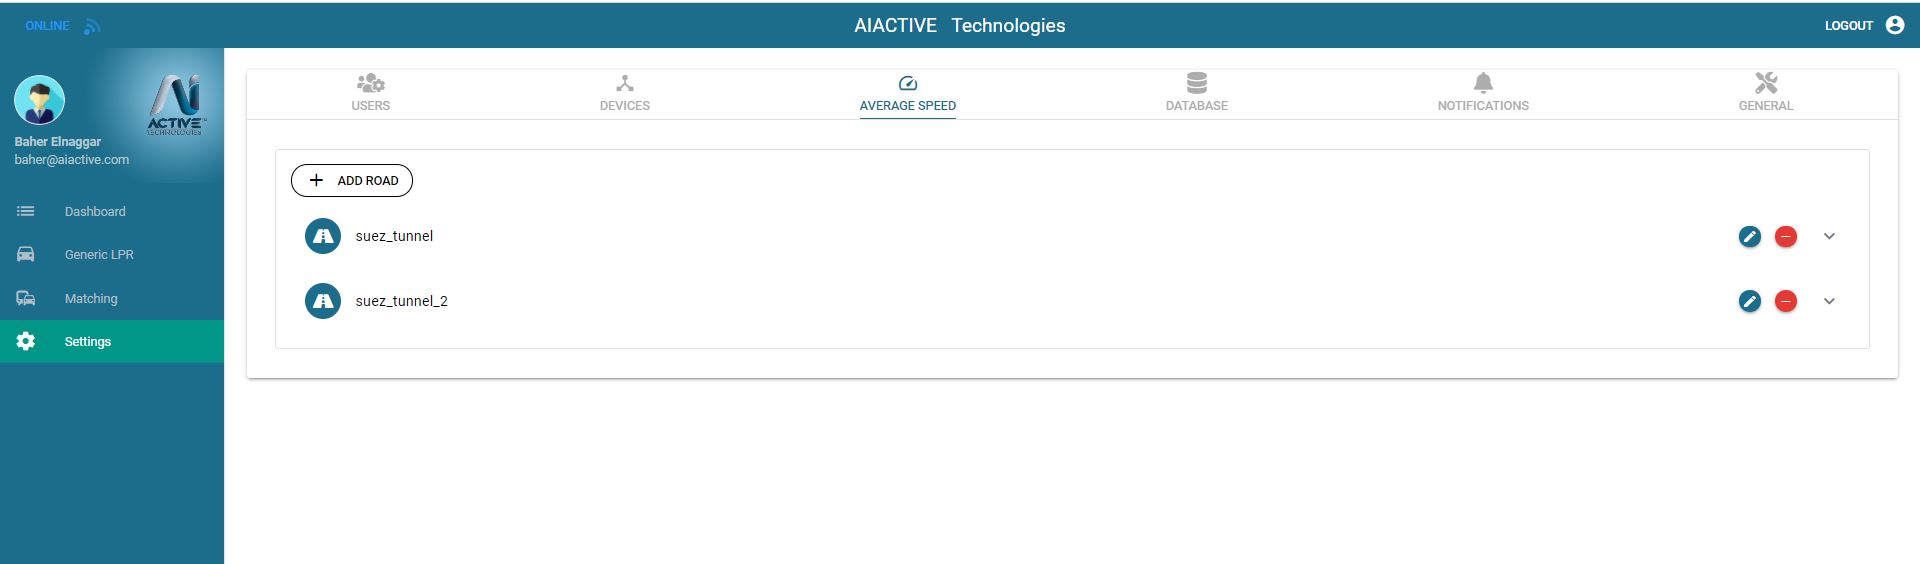 ONLINE
AIACTIVE Technologies
LOGOUT
Ai
ACTIVE
TECHNOLOGIES
Baher Elnaggar
baher@aiactive.com
Dashboard
Generic LPR
Matching
Settings
USERS
DEVICES
AVERAGE SPEED
DATABASE
NOTIFICATIONS
GENERAL
ADD ROAD
suez_tunnel
suez_tunnel_2